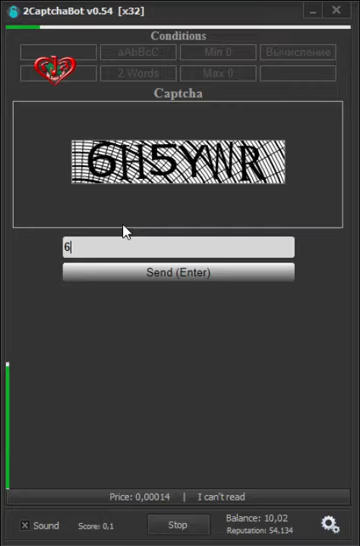 2CaptchaBot v0.54 [x32]
Conditions
aAbBcC Min 0 Вычисление
2 Words Max 0
Captcha
6H5YWR
6
Send (Enter)
Price: 0,00014 | I can't read
Sound Score: 0,1 Stop Balance: 10,02
Reputation: 54,134